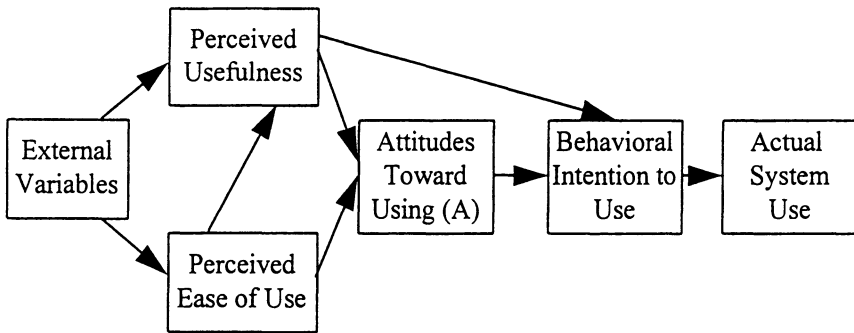 External
Variables
Perceived
Usefulness
Perceived
Ease of Use
Attitudes
Toward
Using (A)
Behavioral
Intention to
Use
Actual
System
Use